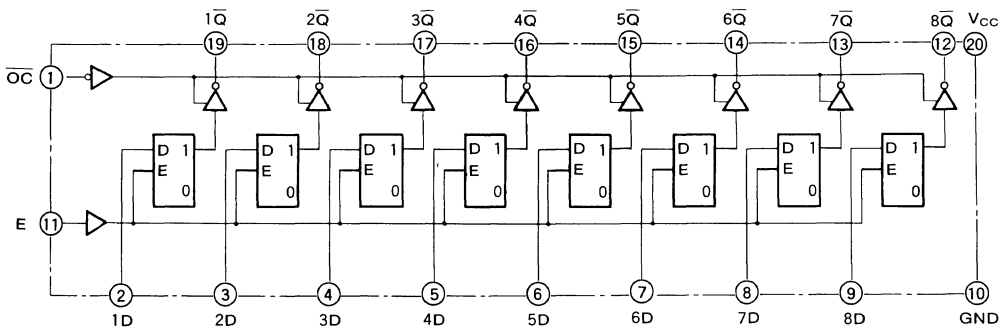 1Q̅ 2Q̅ 3Q̅ 4Q̅ 5Q̅ 6Q̅ 7Q̅ 8Q̅ VCC
19 18 17 16 15 14 13 12 20
O̅C̅ 1
D 1 D 1 D 1 D 1 D 1 D 1 D 1 D 1
E E E E E E E E
0 0 0 0 0 0 0 0
E 11
2 3 4 5 6 7 8 9 10
1D 2D 3D 4D 5D 6D 7D 8D GND